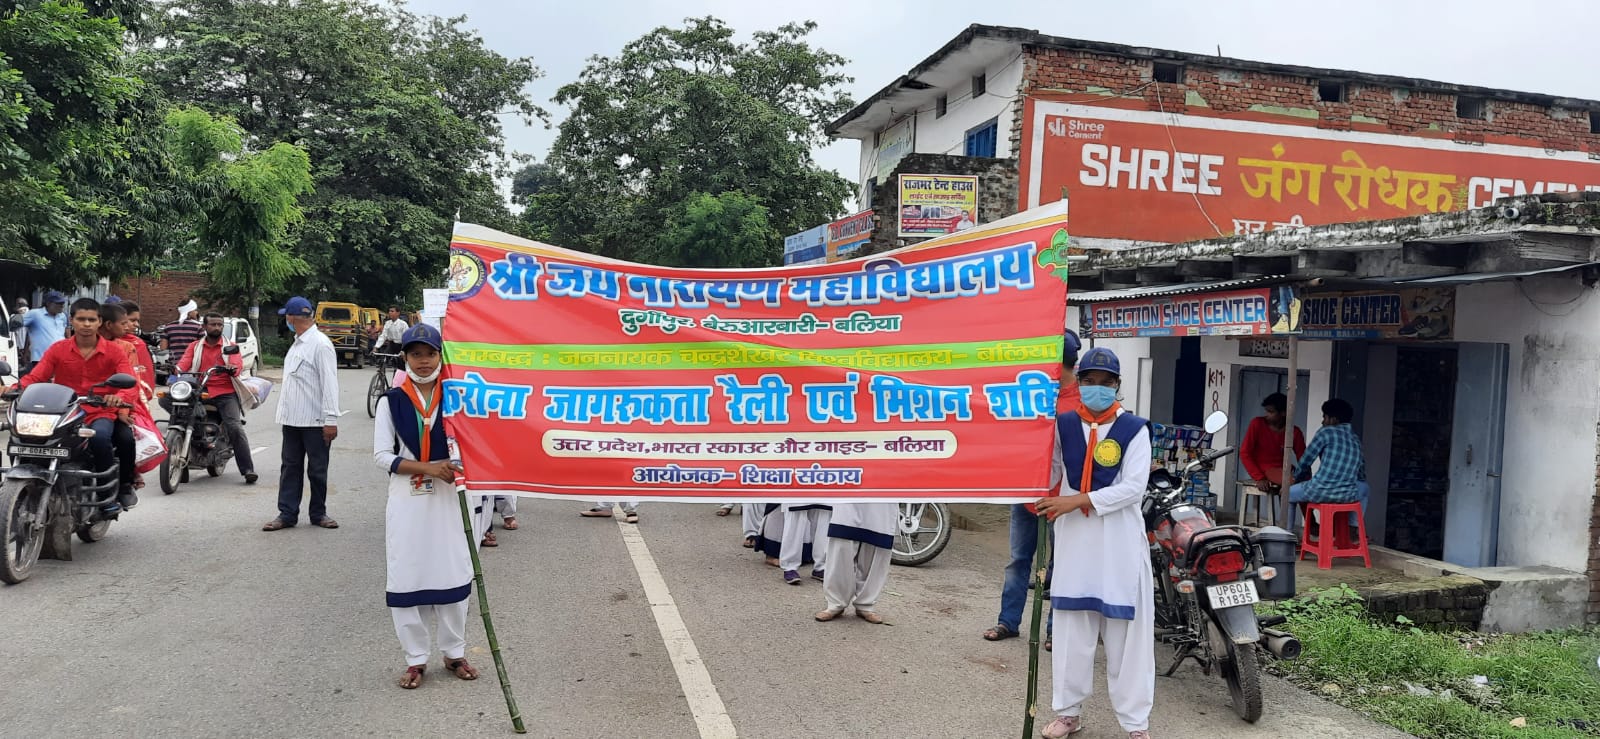 Shree
Cement
SHREE जंग रोधक CEMENT
राजभर टेन्ट हाउस
श्री जय नारायण महाविद्यालय
दुर्गीपुर, बेरुआरबारी- बलिया
सम्बद्ध : जननायक चन्द्रशेखर विश्वविद्यालय- बलिया
करोना जागरुकता रैली एवं मिशन शक्ति
उत्तर प्रदेश,भारत स्काउट और गाइड- बलिया
आयोजक- शिक्षा संकाय
SELECTION SHOE CENTER
SHOE CENTER
K.M.
8
UP60A
R1835